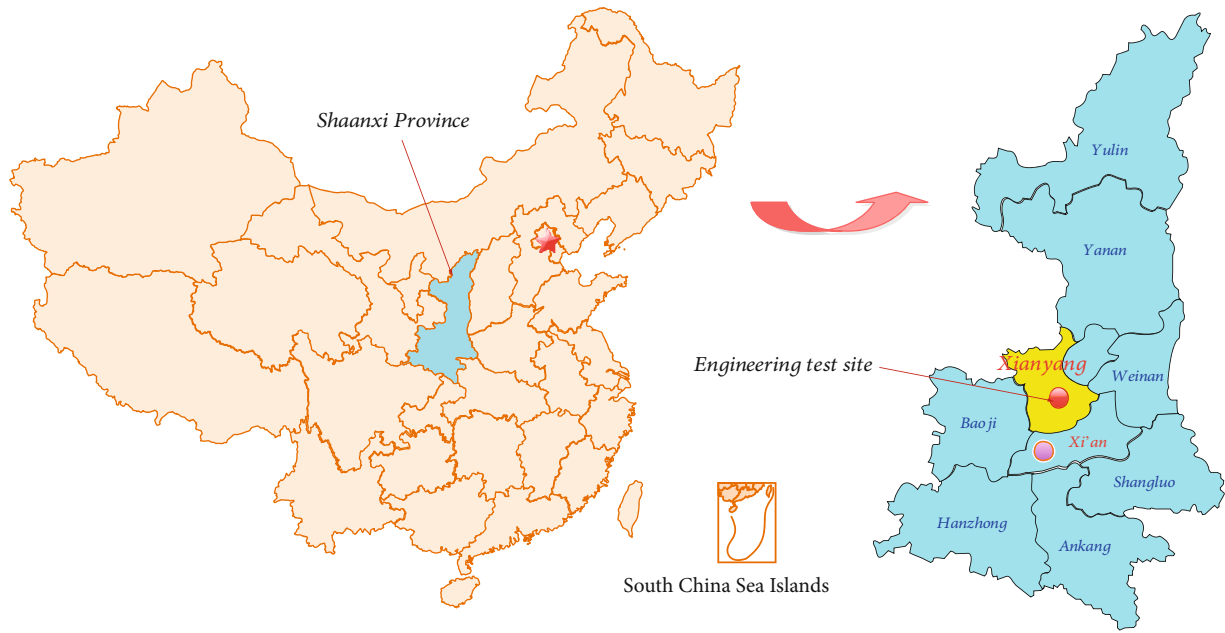 Shaanxi Province
South China Sea Islands
Yulin
Yanan
Engineering test site
Xianyang
Weinan
Baoji
Xi'an
Shangluo
Hanzhong
Ankang